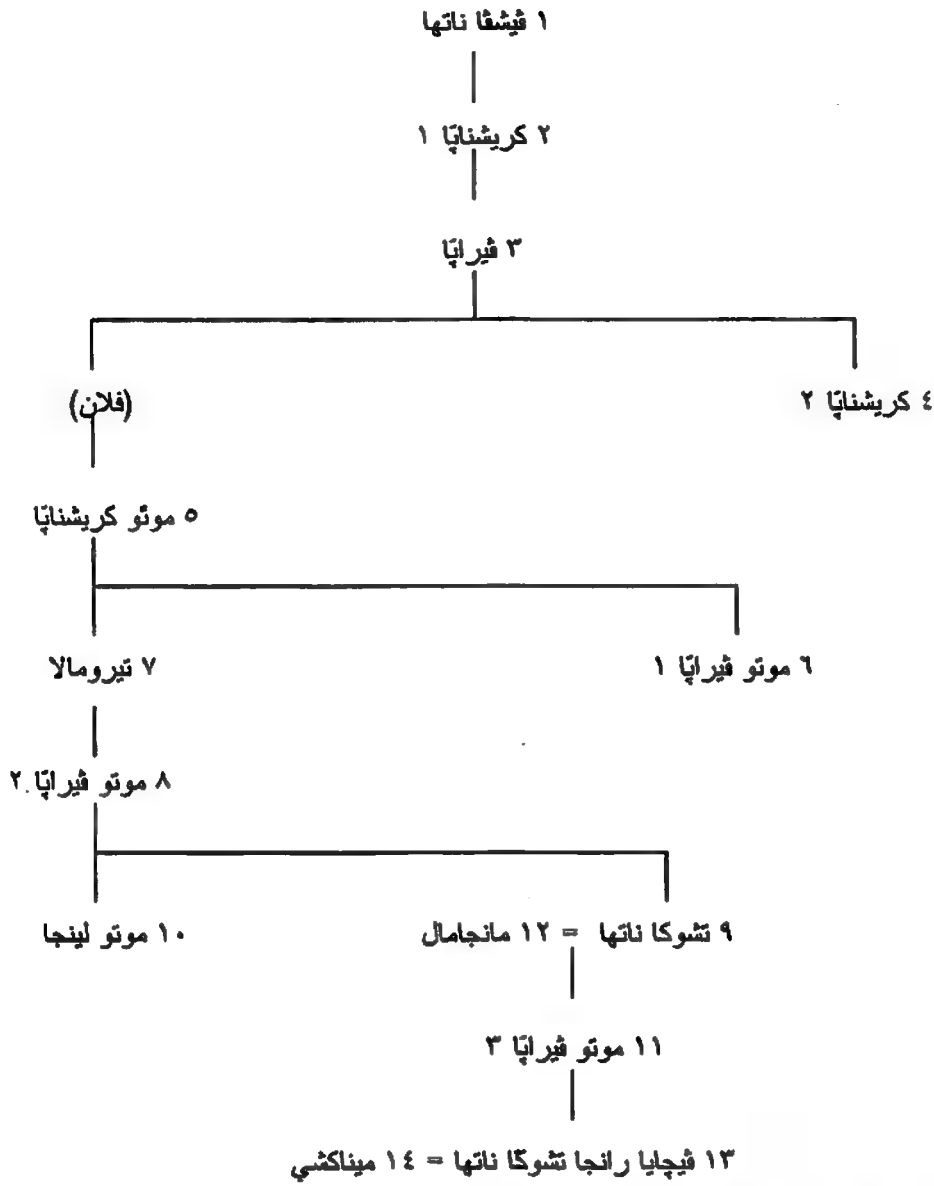 ١ ڤيشڤا ناتها
٢ كريشناپّا ١
٣ ڤيراپّا
٤ كريشناپّا ٢
(فلان)
٥ موتّو كريشناپّا
٦ موتو ڤيراپّا ١
٧ تيرومالا
٨ موتو ڤيراپّا ٢
٩ تشوكا ناتها = ١٢ مانجامال
١٠ موتو لينجا
١١ موتو ڤيراپّا ٣
١٣ ڤيچايا رانجا تشوكّا ناتها = ١٤ ميناكشي